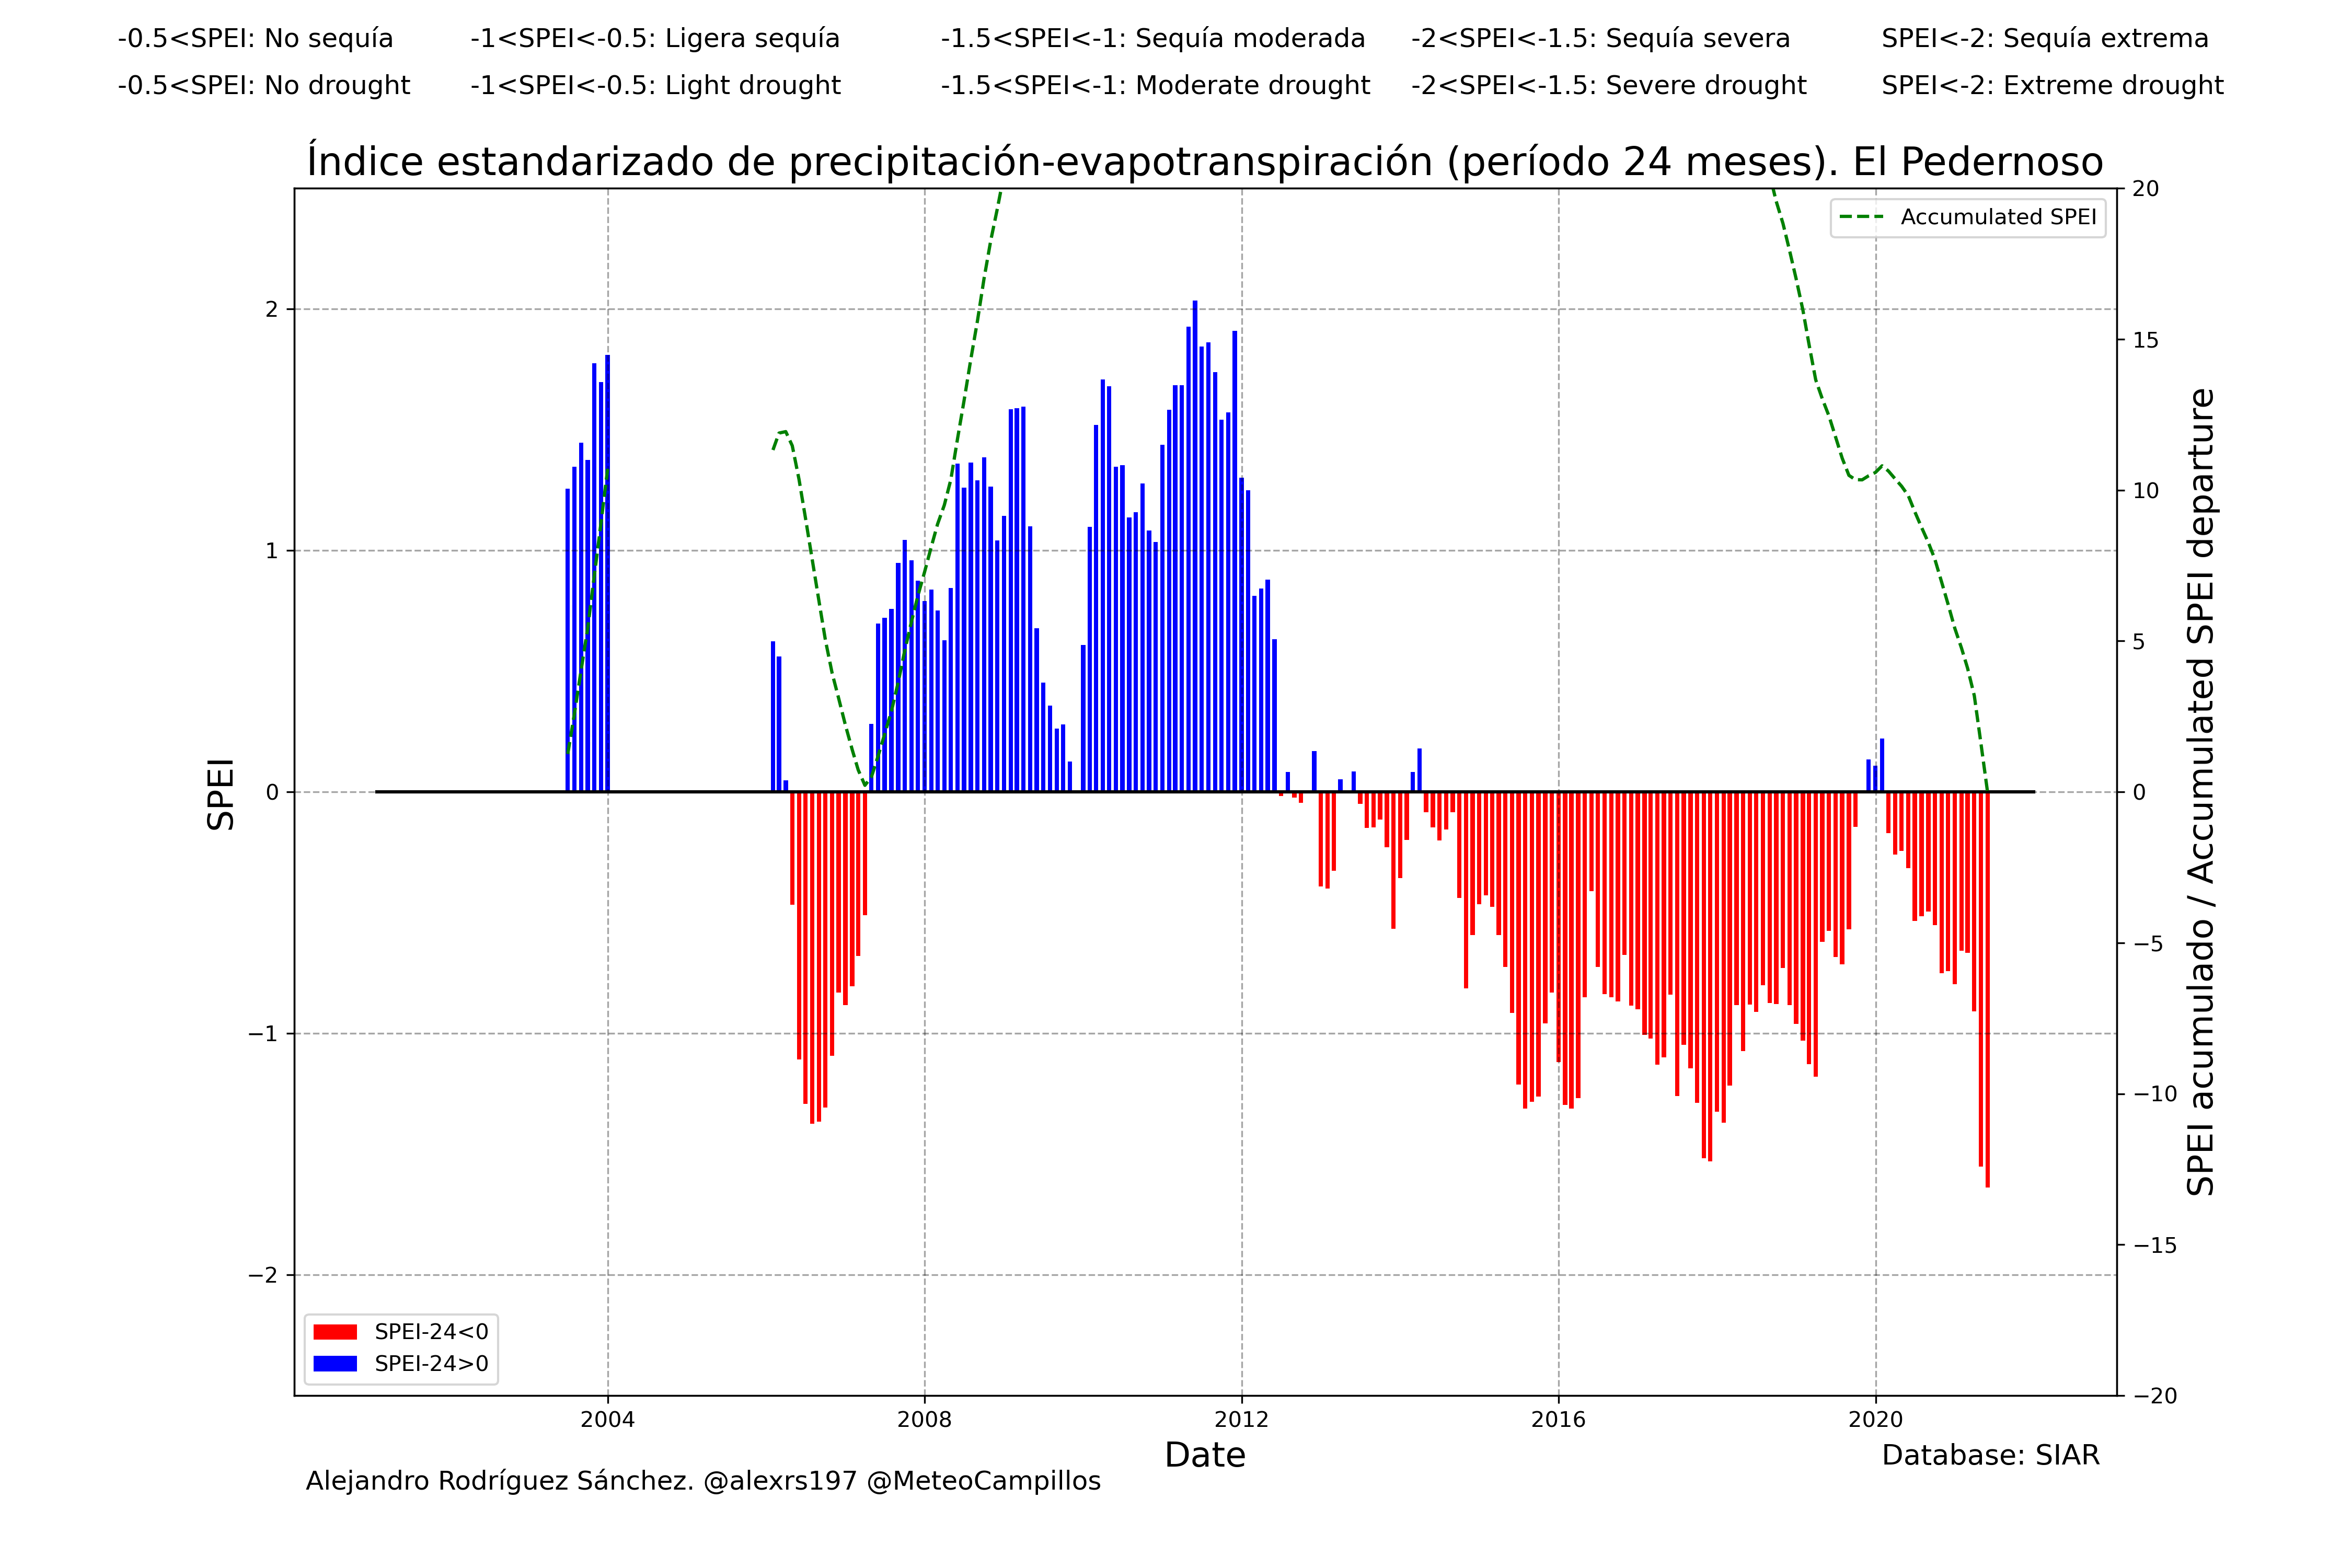 -0.5<SPEI: No sequía -1<SPEI<-0.5: Ligera sequía -1.5<SPEI<-1: Sequía moderada -2<SPEI<-1.5: Sequía severa SPEI<-2: Sequía extrema
-0.5<SPEI: No drought -1<SPEI<-0.5: Light drought -1.5<SPEI<-1: Moderate drought -2<SPEI<-1.5: Severe drought SPEI<-2: Extreme drought
Índice estandarizado de precipitación-evapotranspiración (período 24 meses). El Pedernoso
Accumulated SPEI
2
1
0
−1
−2
SPEI
20
15
10
5
0
−5
−10
−15
−20
SPEI acumulado / Accumulated SPEI departure
SPEI-24<0
SPEI-24>0
2004 2008 2012 2016 2020
Date
Database: SIAR
Alejandro Rodríguez Sánchez. @alexrs197 @MeteoCampillos